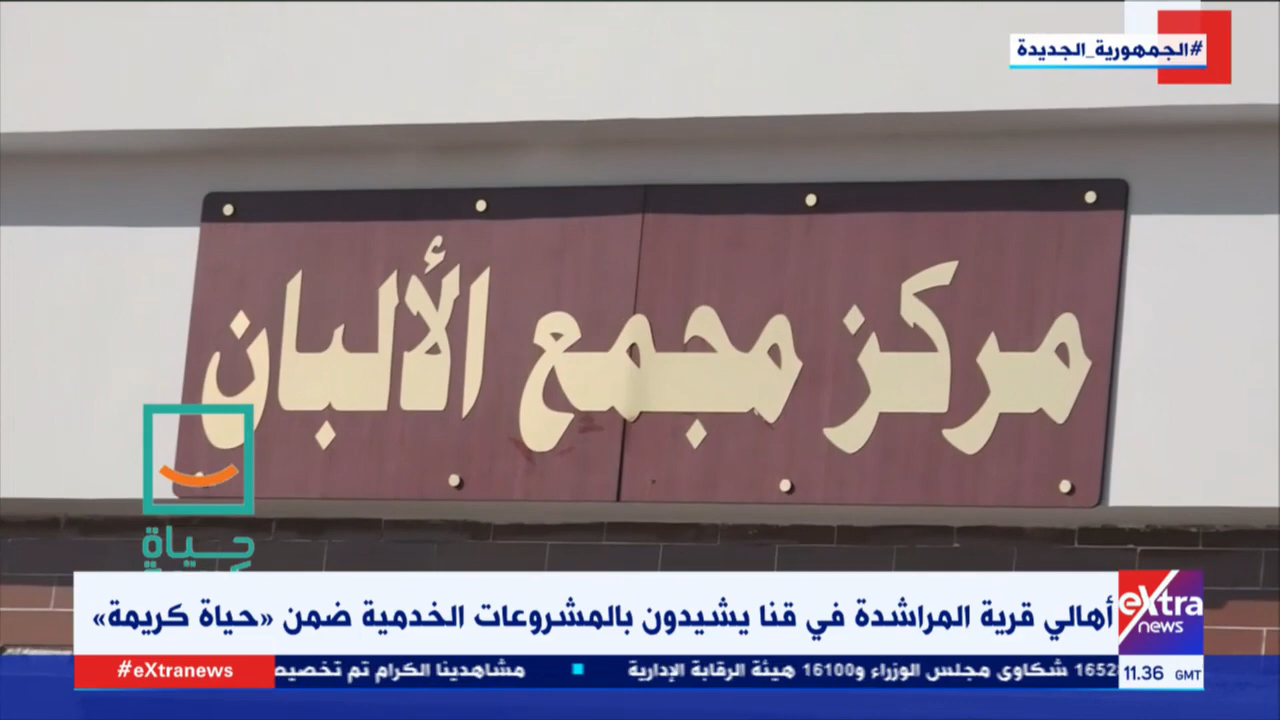 #الجمهورية_الجديدة
مركز مجمع الألبان
حياة
أهالي قرية المراشدة في قنا يشيدون بالمشروعات الخدمية ضمن «حياة كريمة»
eXtra news
#eXtranews
1652 شكاوى مجلس الوزراء و16100 هيئة الرقابة الإدارية ■ مشاهدينا الكرام تم تخصيص
11.36 GMT